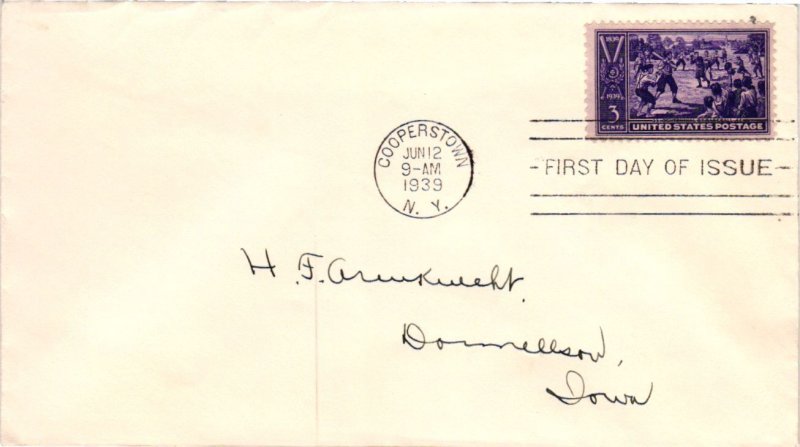 1839
1939
3
CENTS
UNITED STATES POSTAGE
COOPERSTOWN
JUN 12
9-AM
1939
N. Y.
FIRST DAY OF ISSUE
H. F.
Donnellson,
Iowa